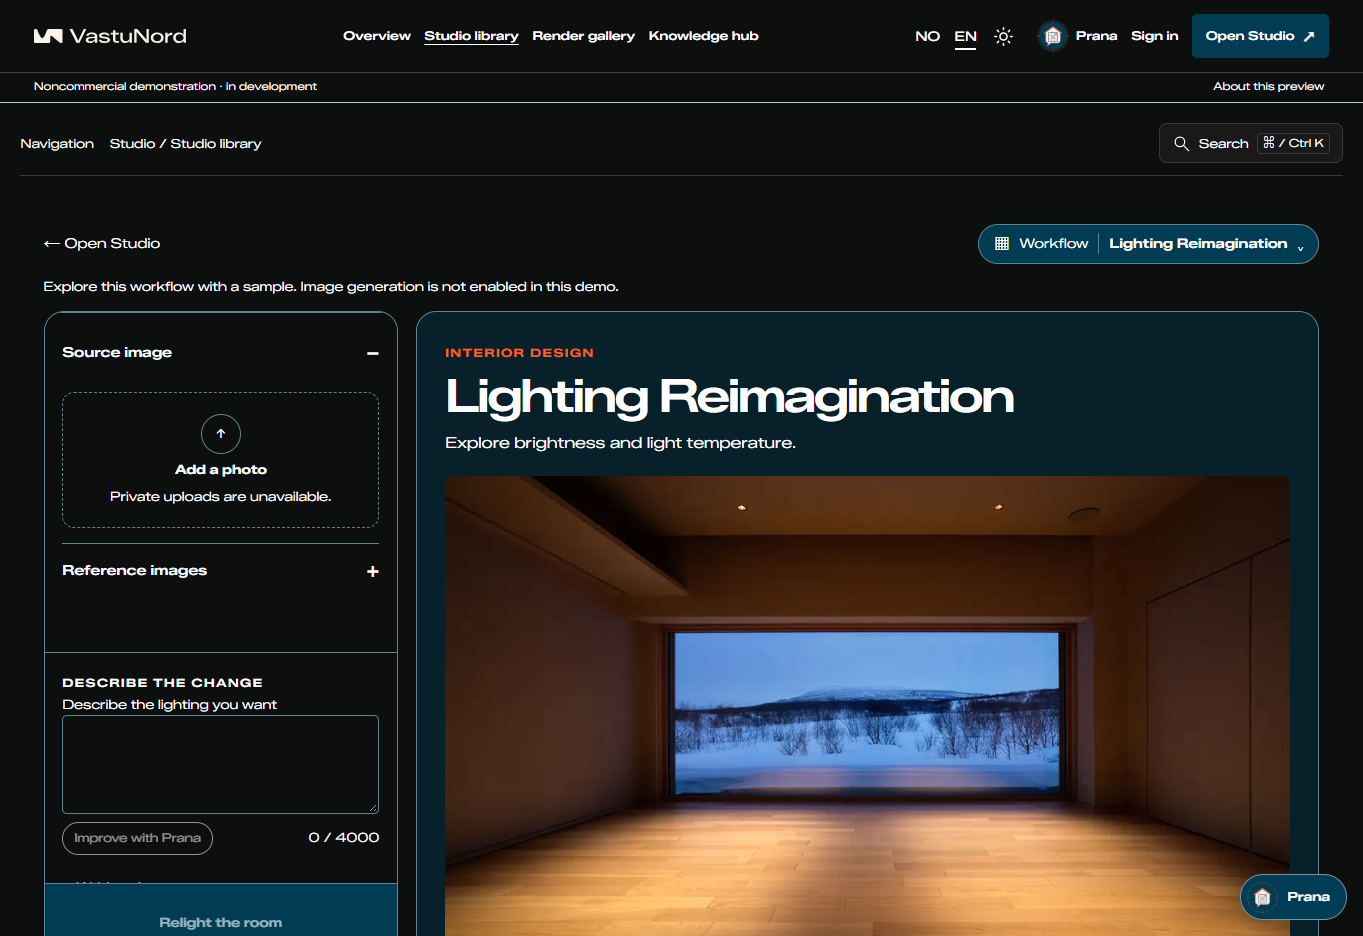 VastuNord
Overview Studio library Render gallery Knowledge hub
NO EN Prana Sign in Open Studio ↗
Noncommercial demonstration · in development
About this preview
Navigation Studio / Studio library
Search ⌘ / Ctrl K
← Open Studio
Workflow Lighting Reimagination
Explore this workflow with a sample. Image generation is not enabled in this demo.
Source image
Add a photo
Private uploads are unavailable.
Reference images
DESCRIBE THE CHANGE
Describe the lighting you want
Improve with Prana 0 / 4000
Relight the room
INTERIOR DESIGN
Lighting Reimagination
Explore brightness and light temperature.
Prana